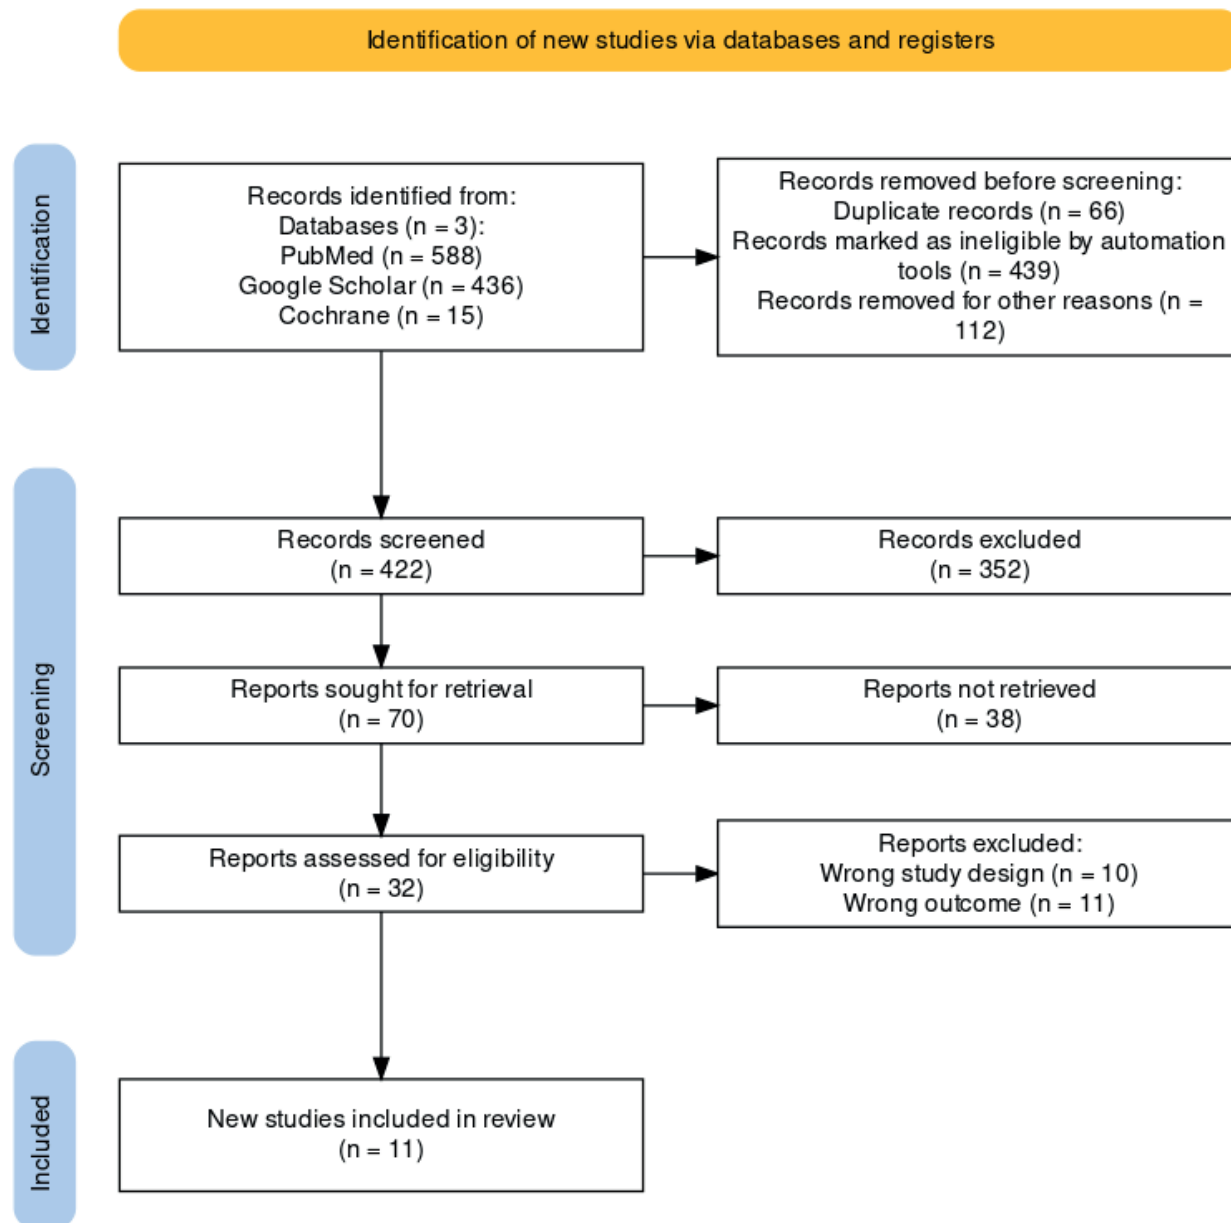 Identification of new studies via databases and registers
Identification
Records identified from:
Databases (n = 3):
PubMed (n = 588)
Google Scholar (n = 436)
Cochrane (n = 15)
Records removed before screening:
Duplicate records (n = 66)
Records marked as ineligible by automation
tools (n = 439)
Records removed for other reasons (n =
112)
Screening
Records screened
(n = 422)
Records excluded
(n = 352)
Reports sought for retrieval
(n = 70)
Reports not retrieved
(n = 38)
Reports assessed for eligibility
(n = 32)
Reports excluded:
Wrong study design (n = 10)
Wrong outcome (n = 11)
Included
New studies included in review
(n = 11)